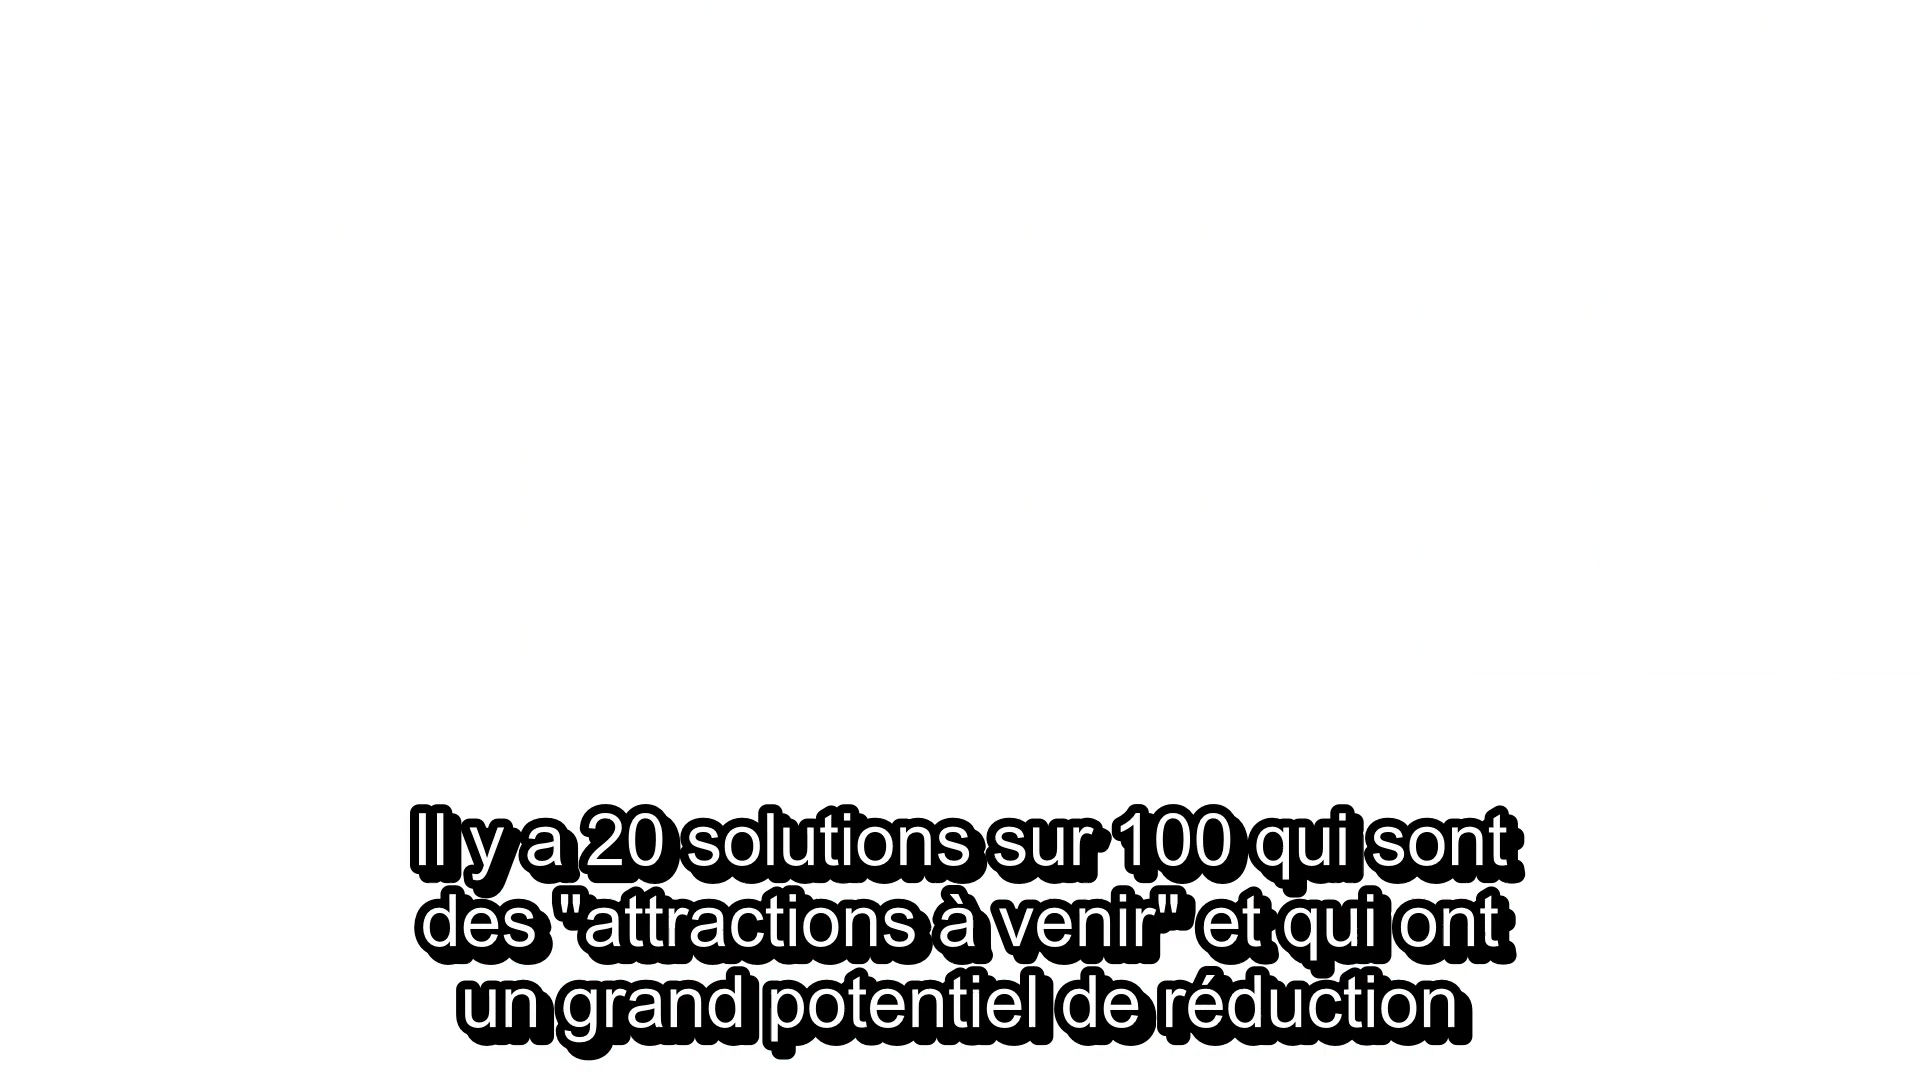 Il y a 20 solutions sur 100 qui sont
des "attractions à venir" et qui ont
un grand potentiel de réduction